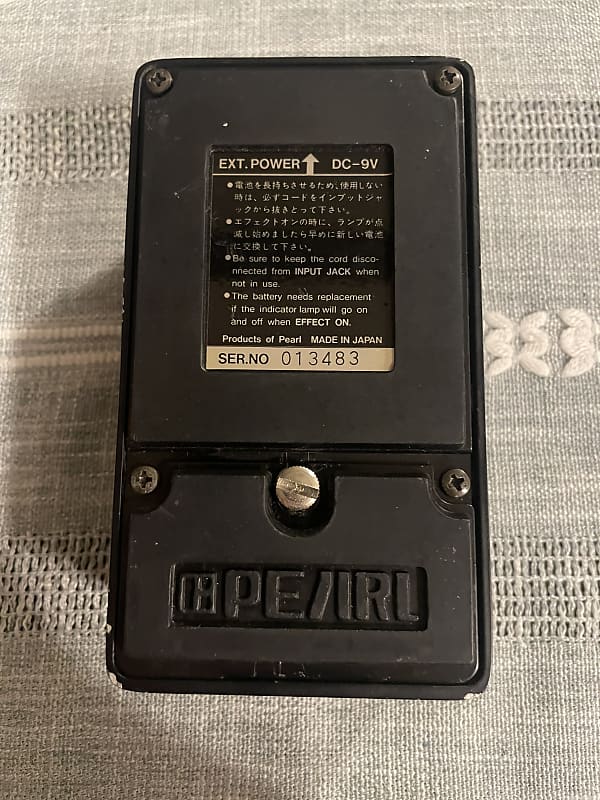 EXT. POWER ↑ DC-9V
●電池を長持ちさせるため、使用しない
時は、必ずコードをインプットジャ
ックから抜きとって下さい。
●エフェクトオンの時に、ランプが点
滅し始めましたら早めに新しい電池
に交換して下さい。
●Be sure to keep the cord disco-
nnected from INPUT JACK when
not in use.
●The battery needs replacement
if the indicator lamp will go on
and off when EFFECT ON.
Products of Pearl MADE IN JAPAN
SER.NO 013483
PEARL